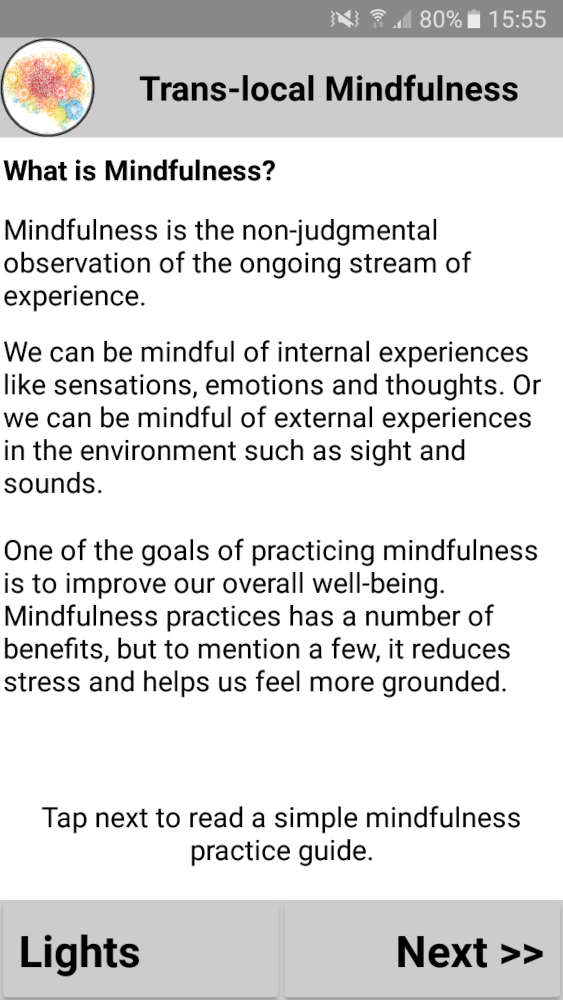 80% 15:55
Trans-local Mindfulness
What is Mindfulness?
Mindfulness is the non-judgmental
observation of the ongoing stream of
experience.
We can be mindful of internal experiences
like sensations, emotions and thoughts. Or
we can be mindful of external experiences
in the environment such as sight and
sounds.
One of the goals of practicing mindfulness
is to improve our overall well-being.
Mindfulness practices has a number of
benefits, but to mention a few, it reduces
stress and helps us feel more grounded.
Tap next to read a simple mindfulness
practice guide.
Lights
Next >>